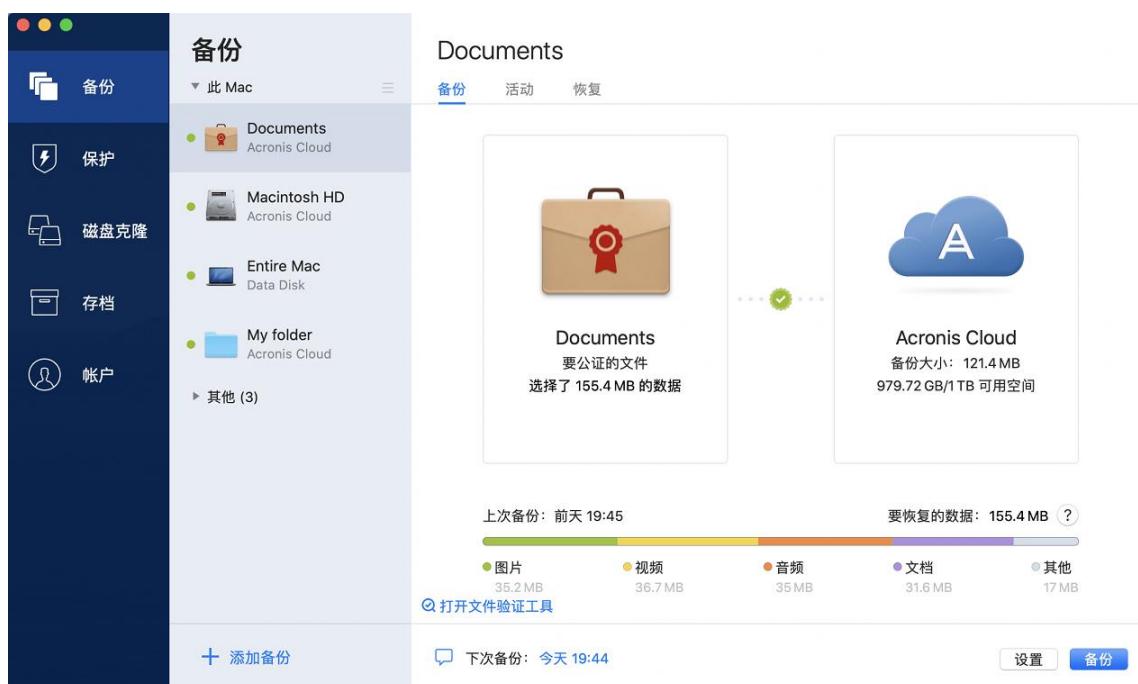 备份
保护
磁盘克隆
存档
帐户
备份
此 Mac
Documents
Acronis Cloud
Macintosh HD
Acronis Cloud
Entire Mac
Data Disk
My folder
Acronis Cloud
其他 (3)
添加备份
Documents
备份 活动 恢复
Documents
要公证的文件
选择了 155.4 MB 的数据
Acronis Cloud
备份大小：121.4 MB
979.72 GB/1 TB 可用空间
上次备份：前天 19:45 要恢复的数据：155.4 MB ?
图片 视频 音频 文档 其他
35.2 MB 36.7 MB 35 MB 31.6 MB 17 MB
打开文件验证工具
下次备份：今天 19:44 设置 备份